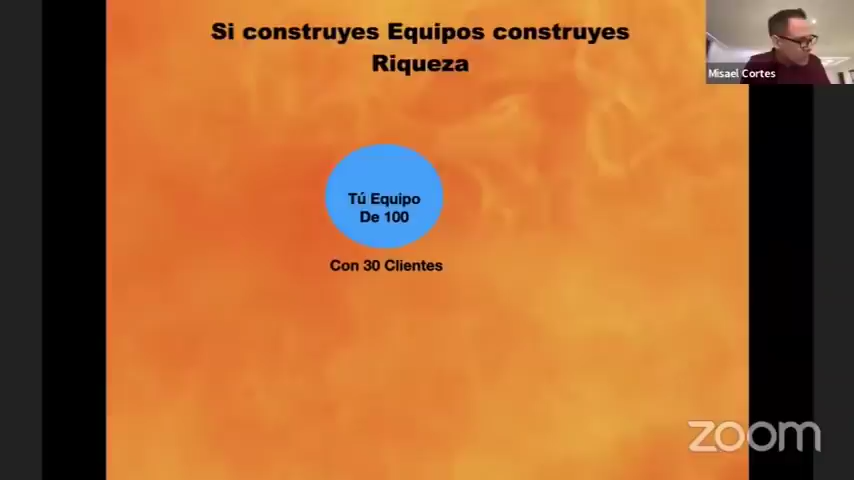 Si construyes Equipos construyes
Riqueza
Misael Cortes
Tú Equipo
De 100
Con 30 Clientes
zoom